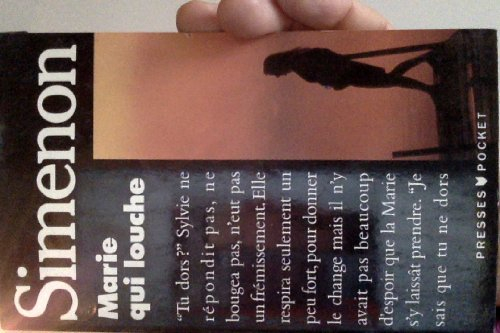 Simenon
Marie
qui louche
"Tu dors?" Sylvie ne
répondit pas, ne
bougea pas, n'eut pas
un frémissement. Elle
respira seulement un
peu fort, pour donner
le change mais il n'y
avait pas beaucoup
d'espoir que la Marie
s'y laissât prendre. "Je
sais que tu ne dors
PRESSES POCKET